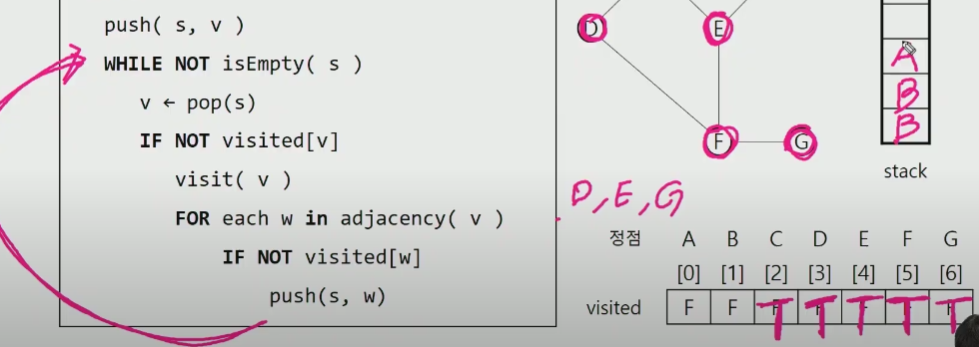 push( s, v )
WHILE NOT isEmpty( s )
v ← pop(s)
IF NOT visited[v]
visit( v )
FOR each w in adjacency( v )
IF NOT visited[w]
push(s, w)
D
E
F
G
A
B
B
stack
D, E, G
정점 A B C D E F G
[0] [1] [2] [3] [4] [5] [6]
visited F F T T T T T